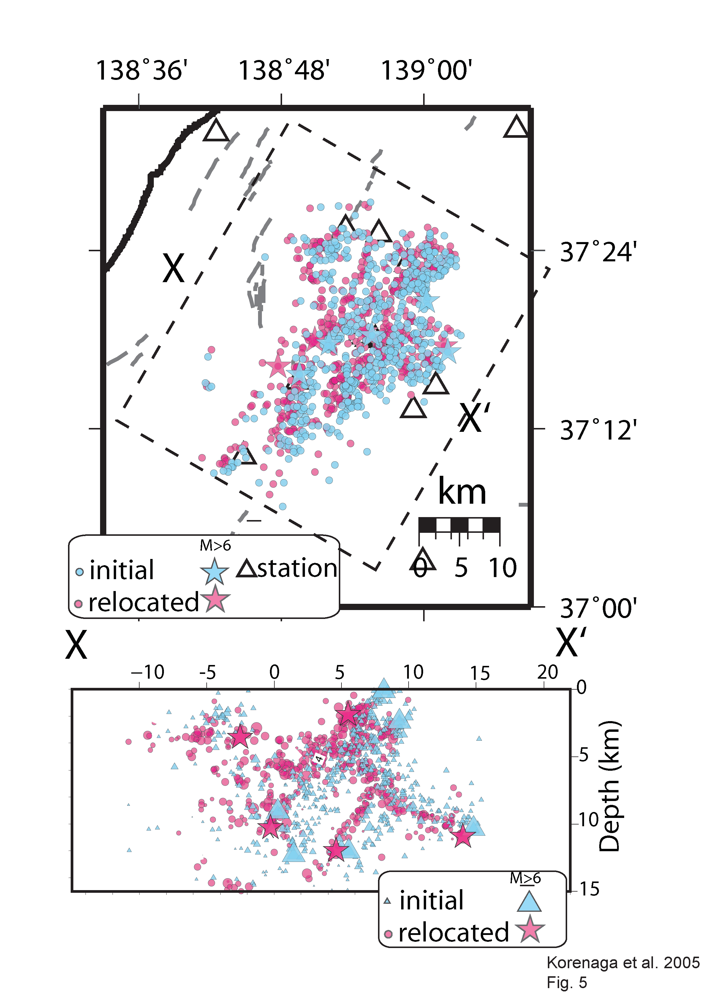 138˚36' 138˚48' 139˚00'
37˚24'
X
X‘
37˚12'
km
0 5 10
M>6
initial station
relocated
37˚00'
X X‘
−10 -5 0 5 10 15 20
0
4
5
10
15
Depth (km)
M>6
initial
relocated
Korenaga et al. 2005
Fig. 5